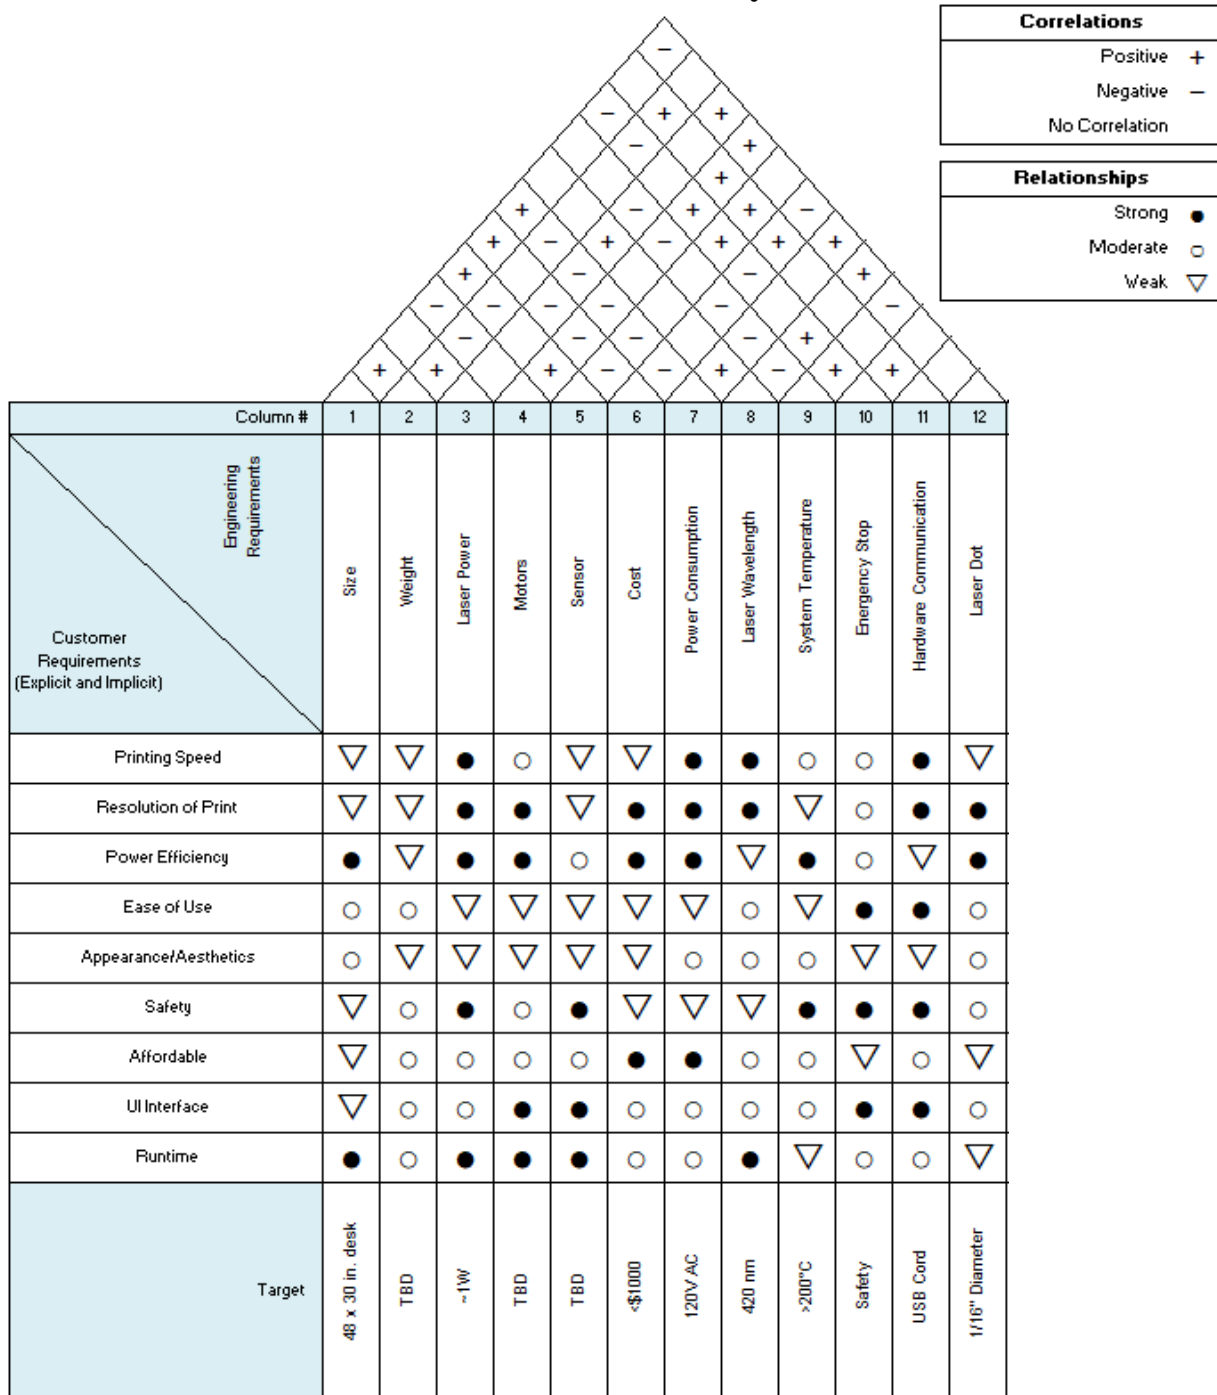 Correlations
Positive +
Negative −
No Correlation
Relationships
Strong ●
Moderate ○
Weak ▽
−
− + +
− +
+
+ − + + −
+ − + − + + +
+ − − +
− − − − −
− − − +
+ + + − − + − + +
Column # 1 2 3 4 5 6 7 8 9 10 11 12
Engineering
Requirements
Customer
Requirements
(Explicit and Implicit)
Size
Weight
Laser Power
Motors
Sensor
Cost
Power Consumption
Laser Wavelength
System Temperature
Emergency Stop
Hardware Communication
Laser Dot
Printing Speed ▽ ▽ ● ○ ▽ ▽ ● ● ○ ○ ● ▽
Resolution of Print ▽ ▽ ● ● ▽ ● ● ● ▽ ○ ● ●
Power Efficiency ● ▽ ● ● ○ ● ● ▽ ● ○ ▽ ●
Ease of Use ○ ○ ▽ ▽ ▽ ▽ ▽ ○ ▽ ● ● ○
Appearance/Aesthetics ○ ▽ ▽ ▽ ▽ ▽ ○ ○ ○ ▽ ▽ ○
Safety ▽ ○ ● ○ ● ▽ ▽ ▽ ● ● ● ○
Affordable ▽ ○ ○ ○ ○ ● ● ○ ○ ▽ ○ ▽
UI Interface ▽ ○ ○ ● ● ○ ○ ○ ○ ● ● ○
Runtime ● ○ ● ● ● ○ ○ ● ▽ ○ ○ ▽
Target
48 x 30 in. desk
TBD
~1W
TBD
TBD
<$1000
120V AC
420 nm
>200°C
Safety
USB Cord
1/16" Diameter